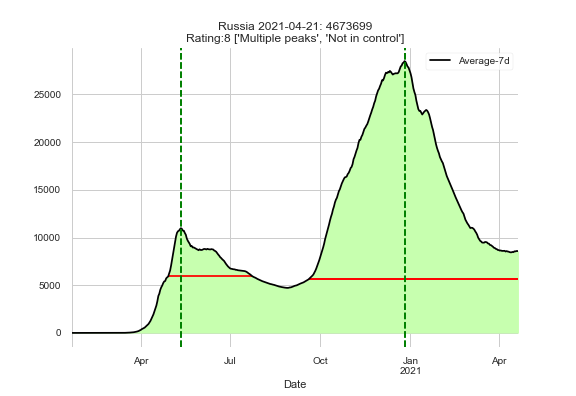 Russia 2021-04-21: 4673699
Rating:8 ['Multiple peaks', 'Not in control']
Average-7d
25000
20000
15000
10000
5000
0
Apr
Jul
Oct
Jan
2021
Apr
Date